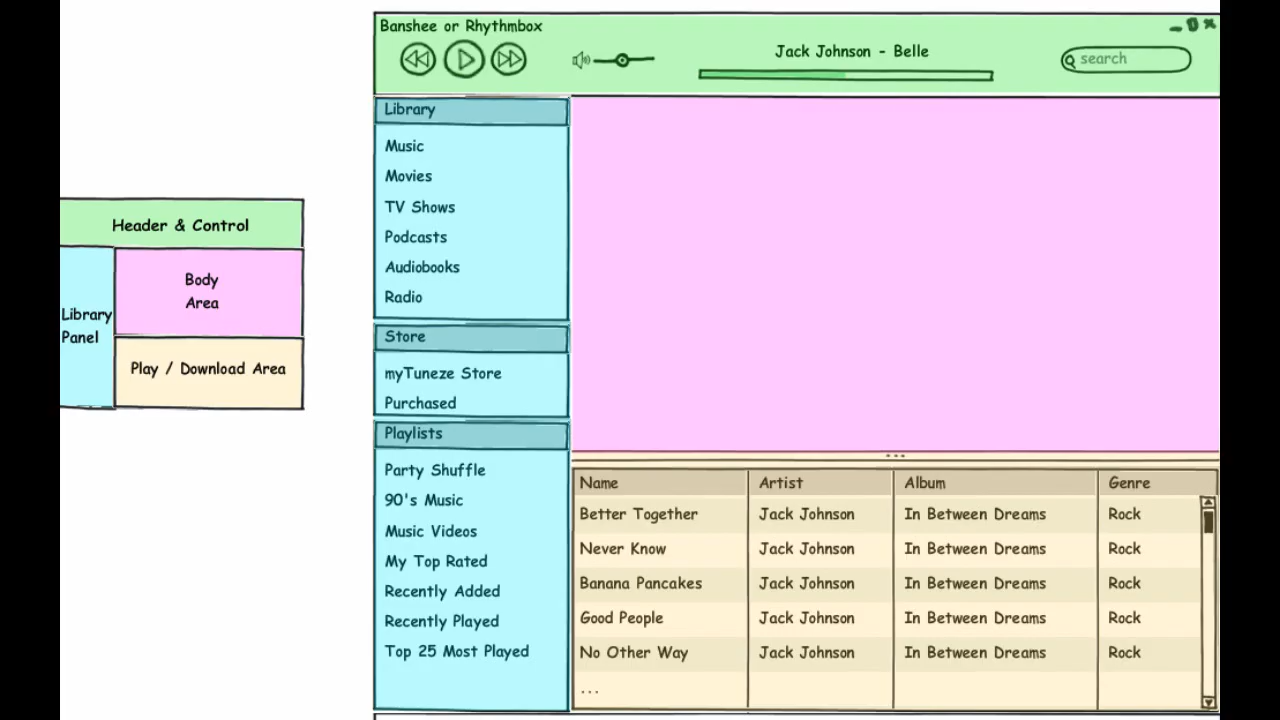 Header & Control
Body
Area
Library
Panel
Play / Download Area
Banshee or Rhythmbox
Jack Johnson - Belle
search
Library
Music
Movies
TV Shows
Podcasts
Audiobooks
Radio
Store
myTuneze Store
Purchased
Playlists
Party Shuffle
90's Music
Music Videos
My Top Rated
Recently Added
Recently Played
Top 25 Most Played
Name Artist Album Genre
Better Together Jack Johnson In Between Dreams Rock
Never Know Jack Johnson In Between Dreams Rock
Banana Pancakes Jack Johnson In Between Dreams Rock
Good People Jack Johnson In Between Dreams Rock
No Other Way Jack Johnson In Between Dreams Rock
...